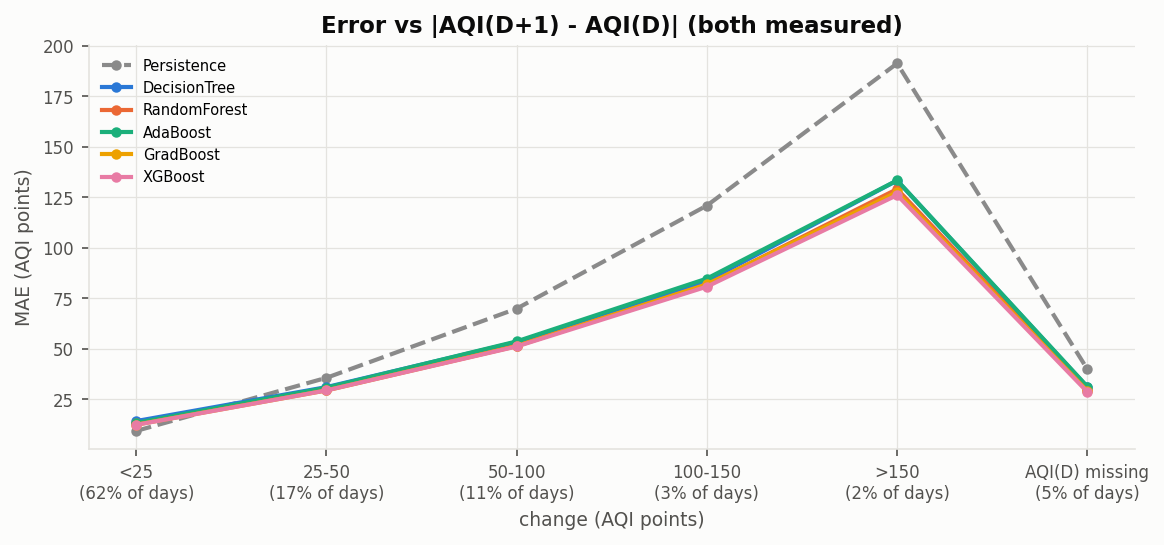 Error vs |AQI(D+1) - AQI(D)| (both measured)
MAE (AQI points)
200
175
150
125
100
75
50
25
Persistence
DecisionTree
RandomForest
AdaBoost
GradBoost
XGBoost
<25
(62% of days)
25-50
(17% of days)
50-100
(11% of days)
100-150
(3% of days)
>150
(2% of days)
AQI(D) missing
(5% of days)
change (AQI points)